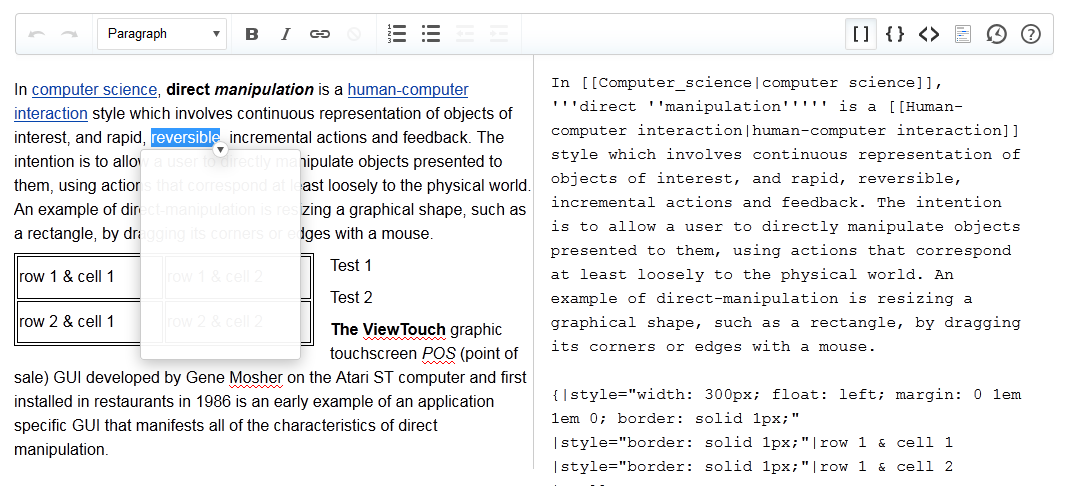 Paragraph
B I
[ ] { } < >
In computer science, direct manipulation is a human-computer
interaction style which involves continuous representation of objects of
interest, and rapid, reversible, incremental actions and feedback. The
intention is to allow a user to directly manipulate objects presented to
them, using actions that correspond at least loosely to the physical world.
An example of direct-manipulation is resizing a graphical shape, such as
a rectangle, by dragging its corners or edges with a mouse.
row 1 & cell 1 row 1 & cell 2
row 2 & cell 1 row 2 & cell 2
Test 1
Test 2
The ViewTouch graphic
touchscreen POS (point of
sale) GUI developed by Gene Mosher on the Atari ST computer and first
installed in restaurants in 1986 is an early example of an application
specific GUI that manifests all of the characteristics of direct
manipulation.
In [[Computer_science|computer science]],
'''direct ''manipulation''''' is a [[Human-
computer interaction|human-computer interaction]]
style which involves continuous representation of
objects of interest, and rapid, reversible,
incremental actions and feedback. The intention
is to allow a user to directly manipulate objects
presented to them, using actions that correspond
at least loosely to the physical world. An
example of direct-manipulation is resizing a
graphical shape, such as a rectangle, by dragging
its corners or edges with a mouse.
{|style="width: 300px; float: left; margin: 0 1em
1em 0; border: solid 1px;"
|style="border: solid 1px;"|row 1 & cell 1
|style="border: solid 1px;"|row 1 & cell 2